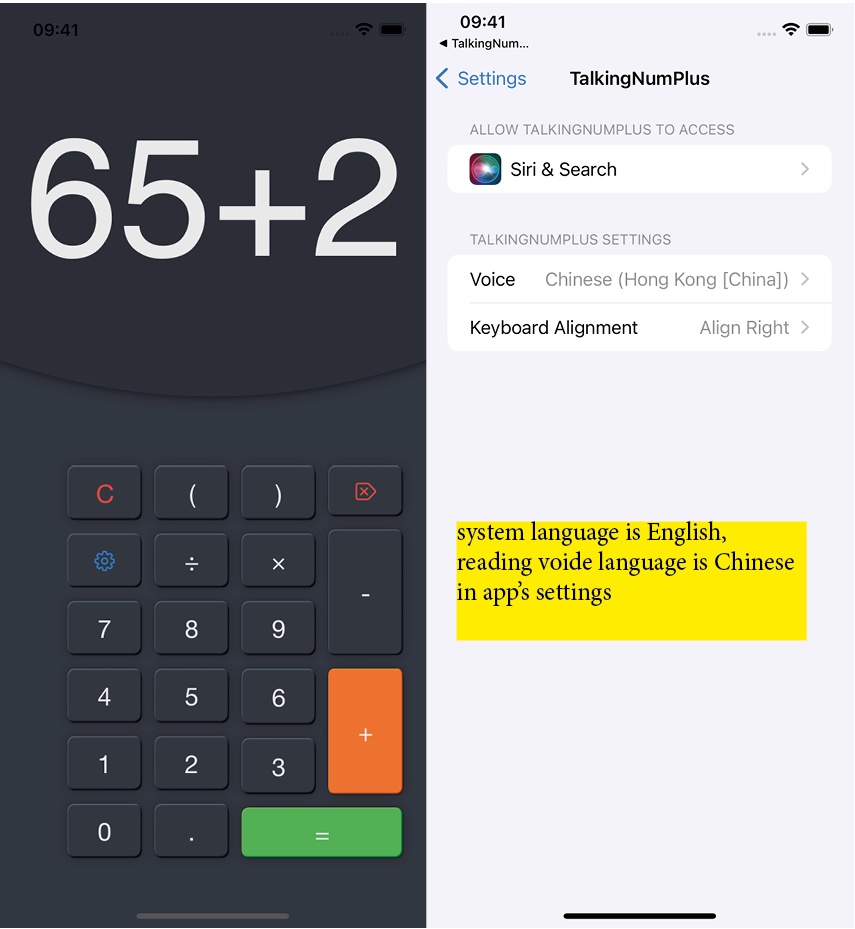 09:41
65+2
C ( )
÷ ×
-
7 8 9
4 5 6
+
1 2 3
0 . =
09:41
◀ TalkingNum...
Settings TalkingNumPlus
ALLOW TALKINGNUMPLUS TO ACCESS
Siri & Search
TALKINGNUMPLUS SETTINGS
Voice Chinese (Hong Kong [China])
Keyboard Alignment Align Right
system language is English,
reading voide language is Chinese
in app’s settings